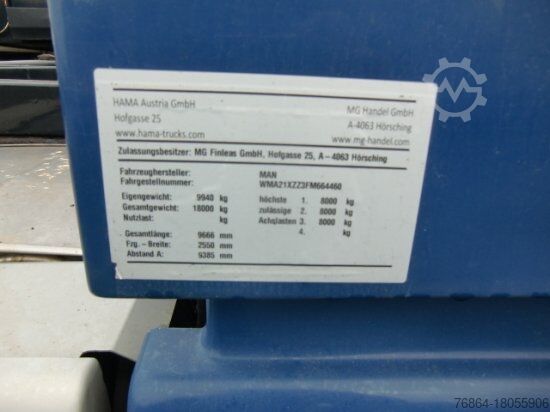 HAMA Austria GmbH MG Handel GmbH
Hofgasse 25 A-4063 Hörsching
www.hama-trucks.com www.mg-handel.com
Zulassungsbesitzer: MG Finleas GmbH, Hofgasse 25, A – 4063 Hörsching
Fahrzeughersteller: MAN
Fahrgestellnummer: WMA21XZZ3FM664460
Eigengewicht: 9940 kg höchste 1. 8000 kg
Gesamtgewicht: 18000 kg zulässige 2. 8000 kg
Nutzlast: kg Achslasten 3. 8000 kg
4. kg
Gesamtlänge: 9666 mm
Fzg. – Breite: 2550 mm
Abstand A: 9385 mm
76864-18055906